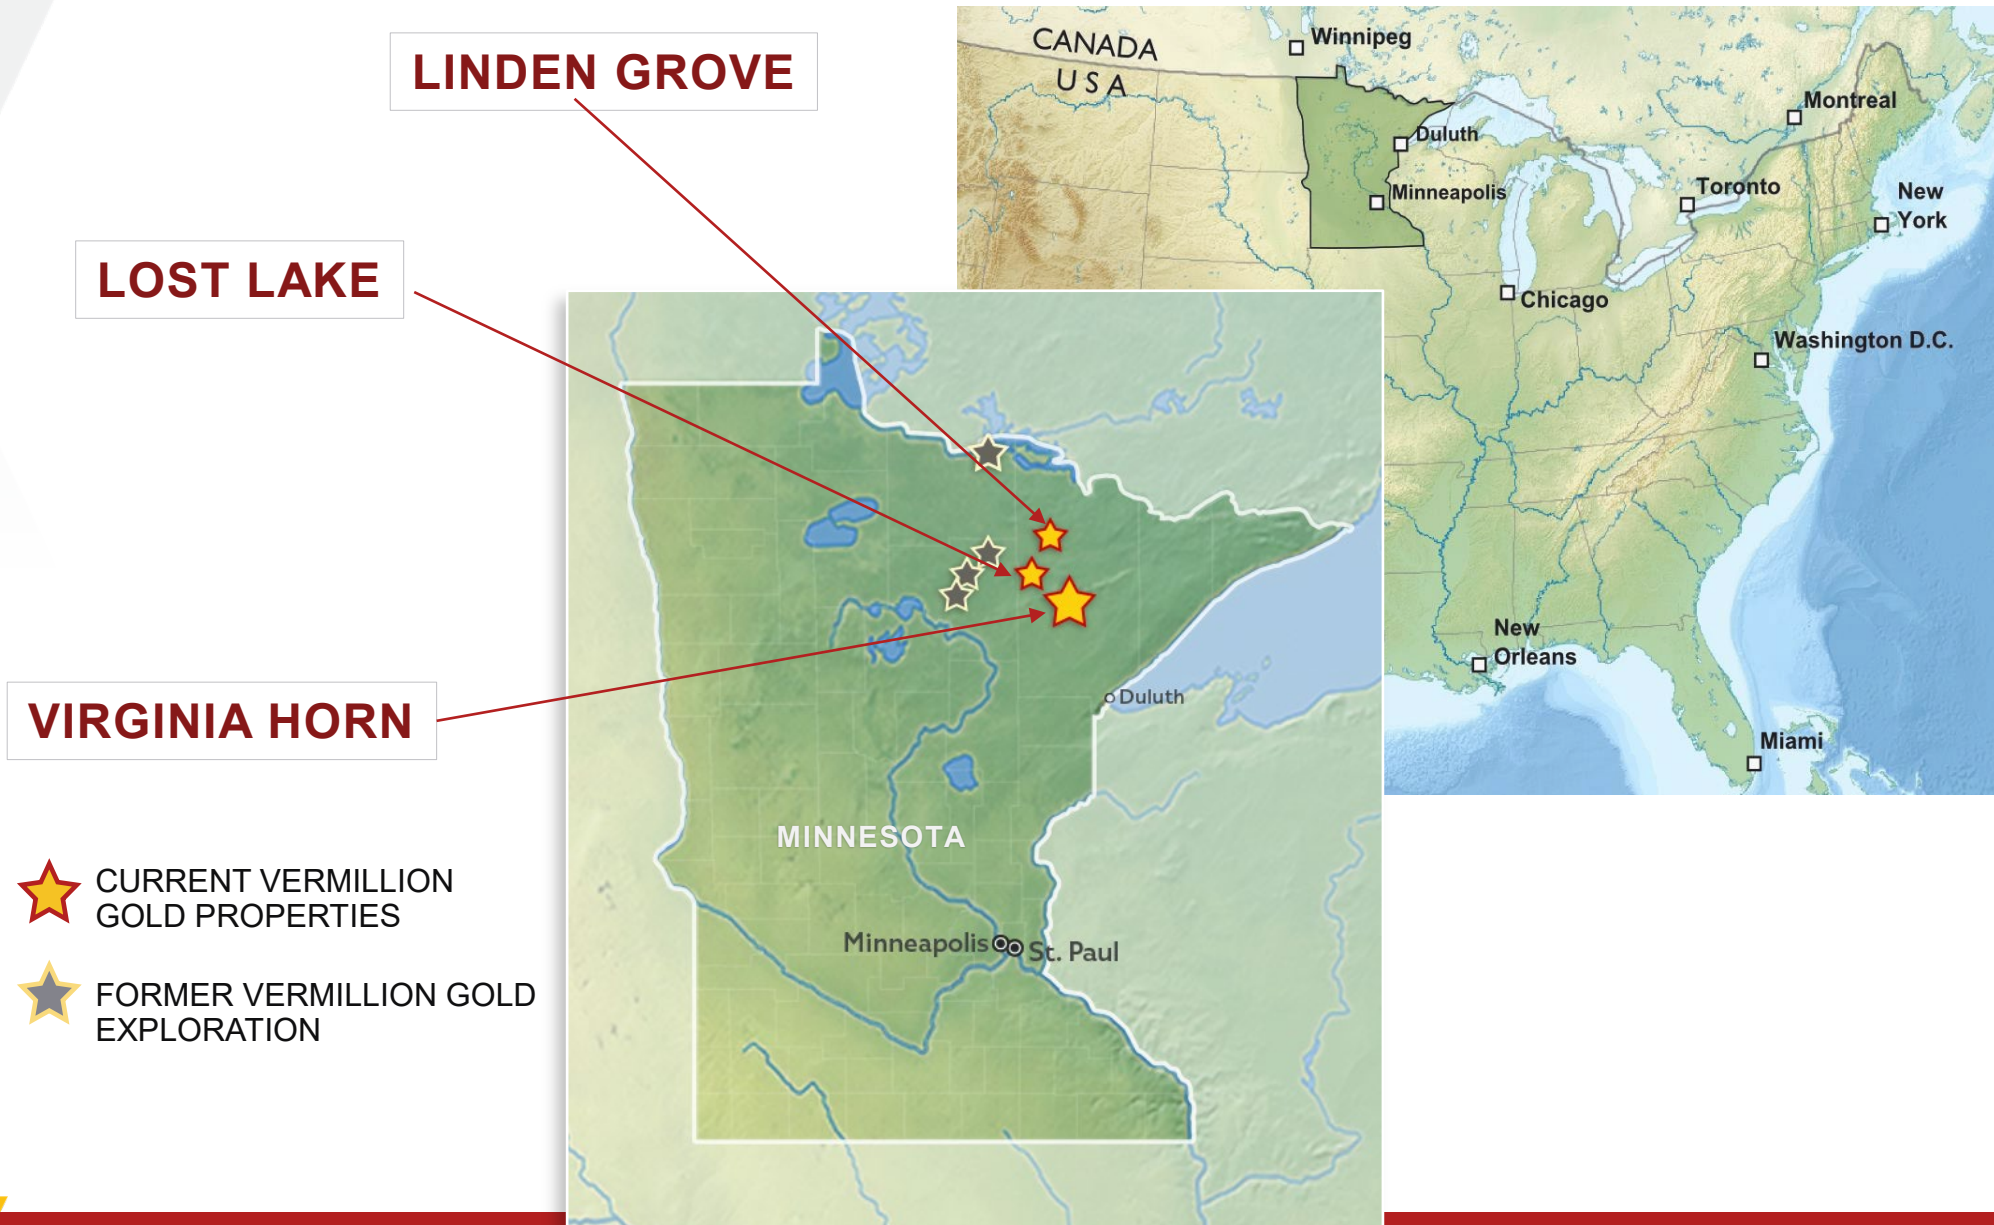 LINDEN GROVE
LOST LAKE
VIRGINIA HORN
CURRENT VERMILLION
GOLD PROPERTIES
FORMER VERMILLION GOLD
EXPLORATION
CANADA
USA
Winnipeg
Montreal
Duluth
Minneapolis
Toronto
New
York
Chicago
Washington D.C.
New
Orleans
Miami
Duluth
MINNESOTA
Minneapolis
St. Paul